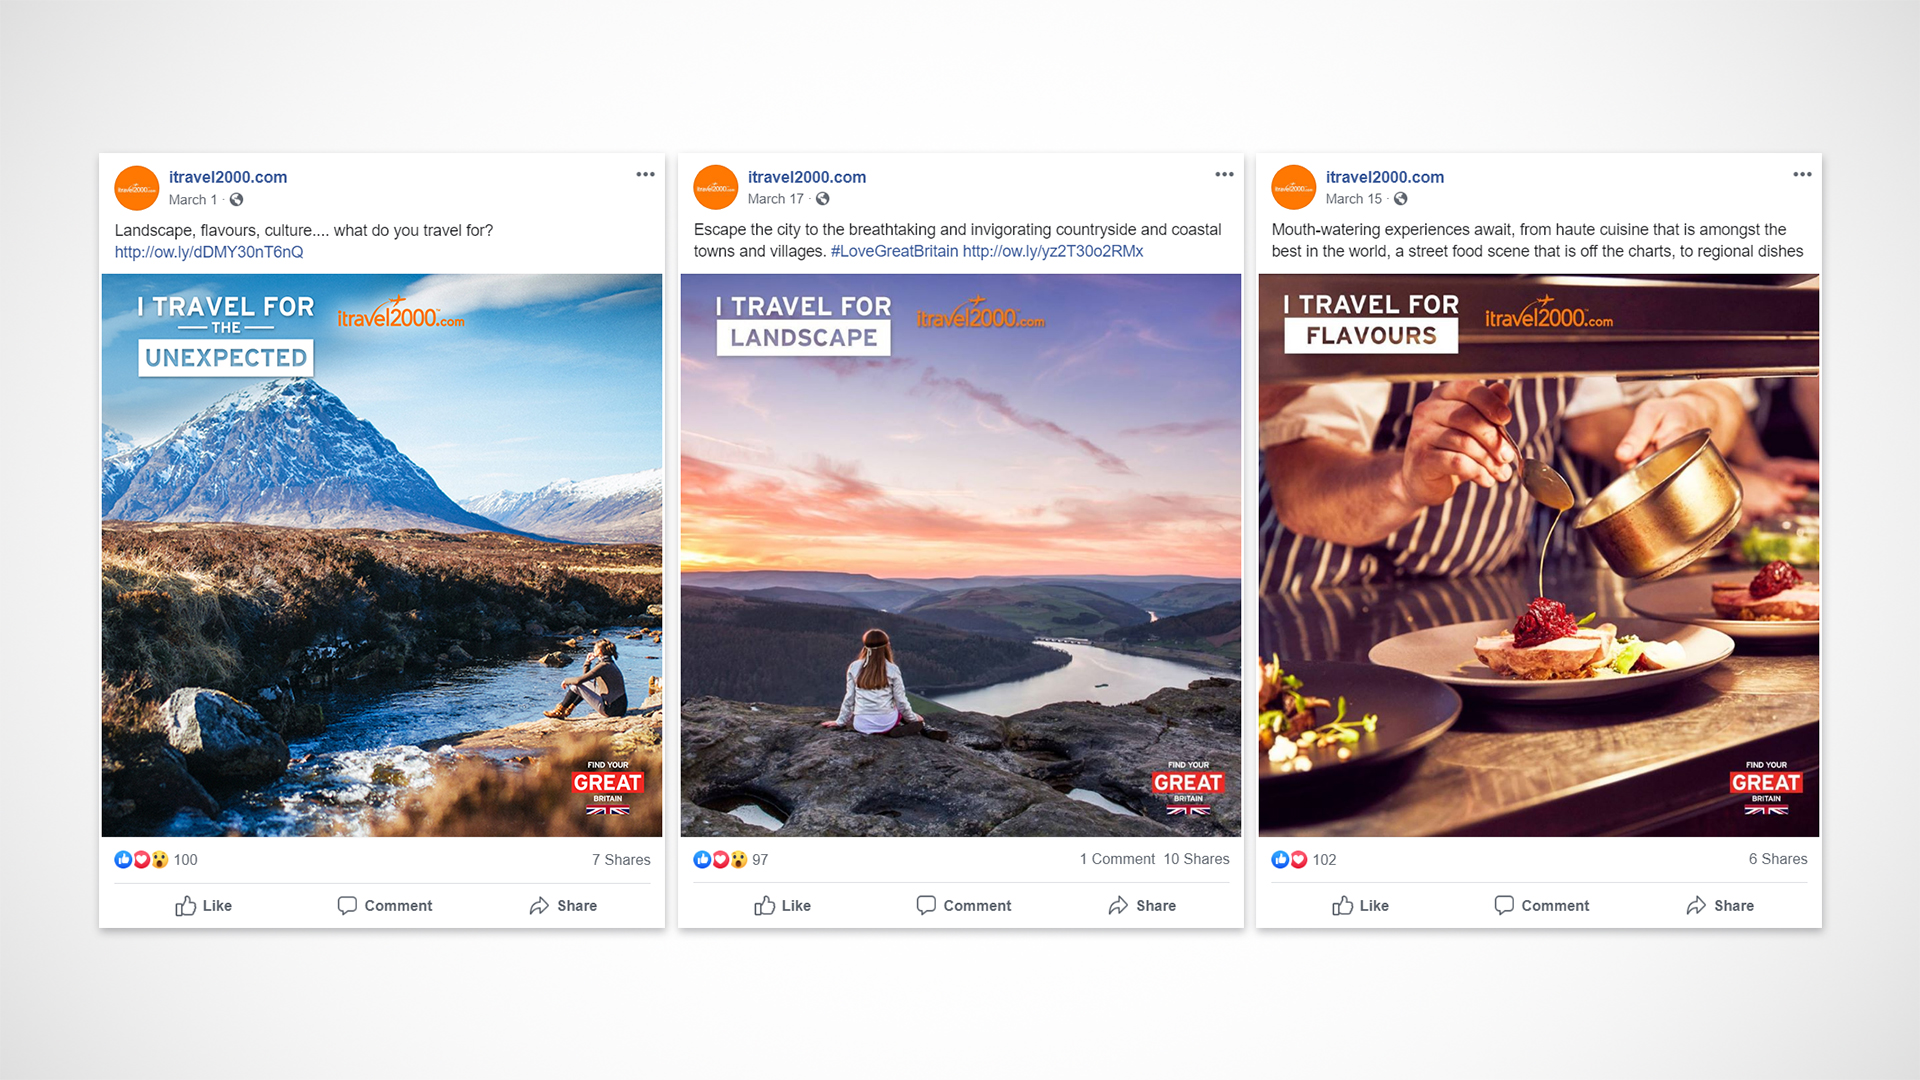 itravel2000.com
March 1 ·
Landscape, flavours, culture.... what do you travel for?
http://ow.ly/dDMY30nT6nQ
I TRAVEL FOR
THE
UNEXPECTED
itravel2000.com
FIND YOUR
GREAT
BRITAIN
100
7 Shares
Like
Comment
Share
itravel2000.com
March 17 ·
Escape the city to the breathtaking and invigorating countryside and coastal
towns and villages. #LoveGreatBritain http://ow.ly/yz2T30o2RMx
I TRAVEL FOR
LANDSCAPE
itravel2000.com
FIND YOUR
GREAT
BRITAIN
97
1 Comment 10 Shares
Like
Comment
Share
itravel2000.com
March 15 ·
Mouth-watering experiences await, from haute cuisine that is amongst the
best in the world, a street food scene that is off the charts, to regional dishes
I TRAVEL FOR
FLAVOURS
itravel2000.com
FIND YOUR
GREAT
BRITAIN
102
6 Shares
Like
Comment
Share